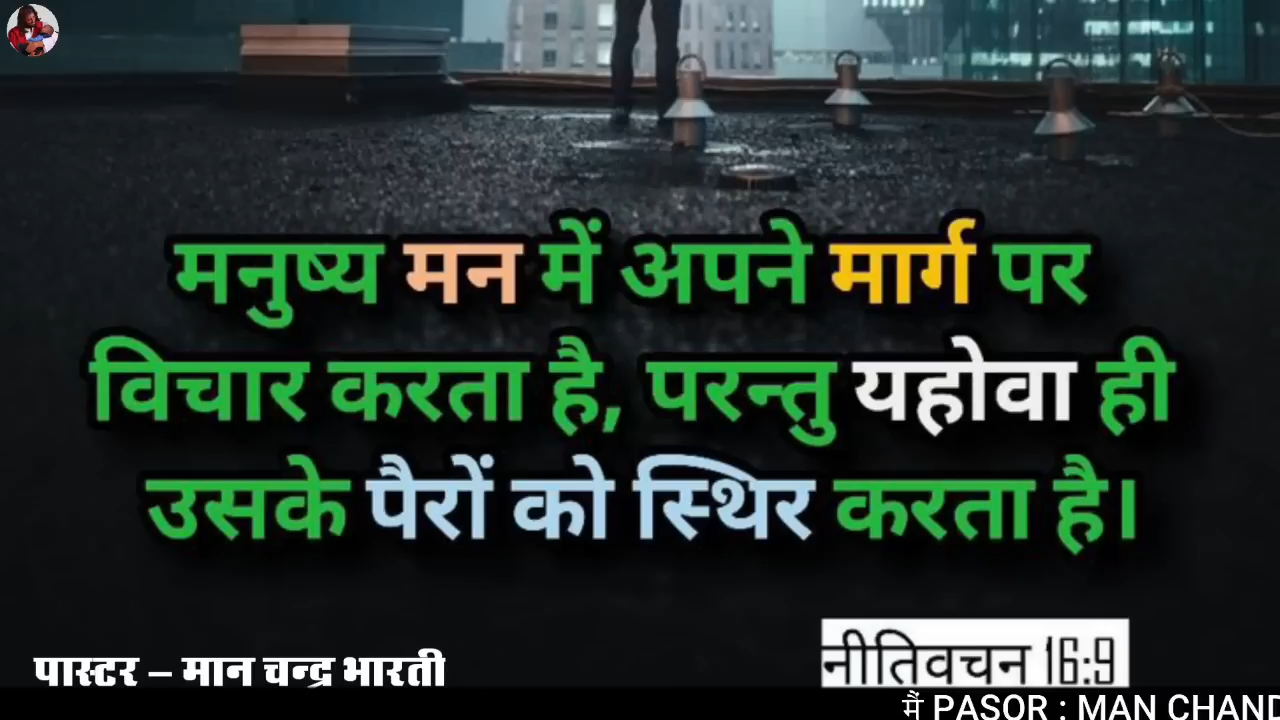 मनुष्य मन में अपने मार्ग पर
विचार करता है, परन्तु यहोवा ही
उसके पैरों को स्थिर करता है।
नीतिवचन 16:9
पास्टर – मान चन्द्र भारती
मैं PASOR : MAN CHAND